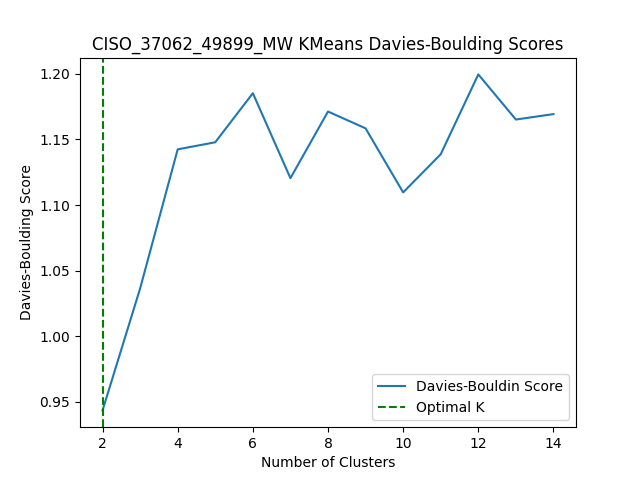 CISO_37062_49899_MW KMeans Davies-Boulding Scores
Davies-Boulding Score
1.20
1.15
1.10
1.05
1.00
0.95
Davies-Bouldin Score
Optimal K
2 4 6 8 10 12 14
Number of Clusters